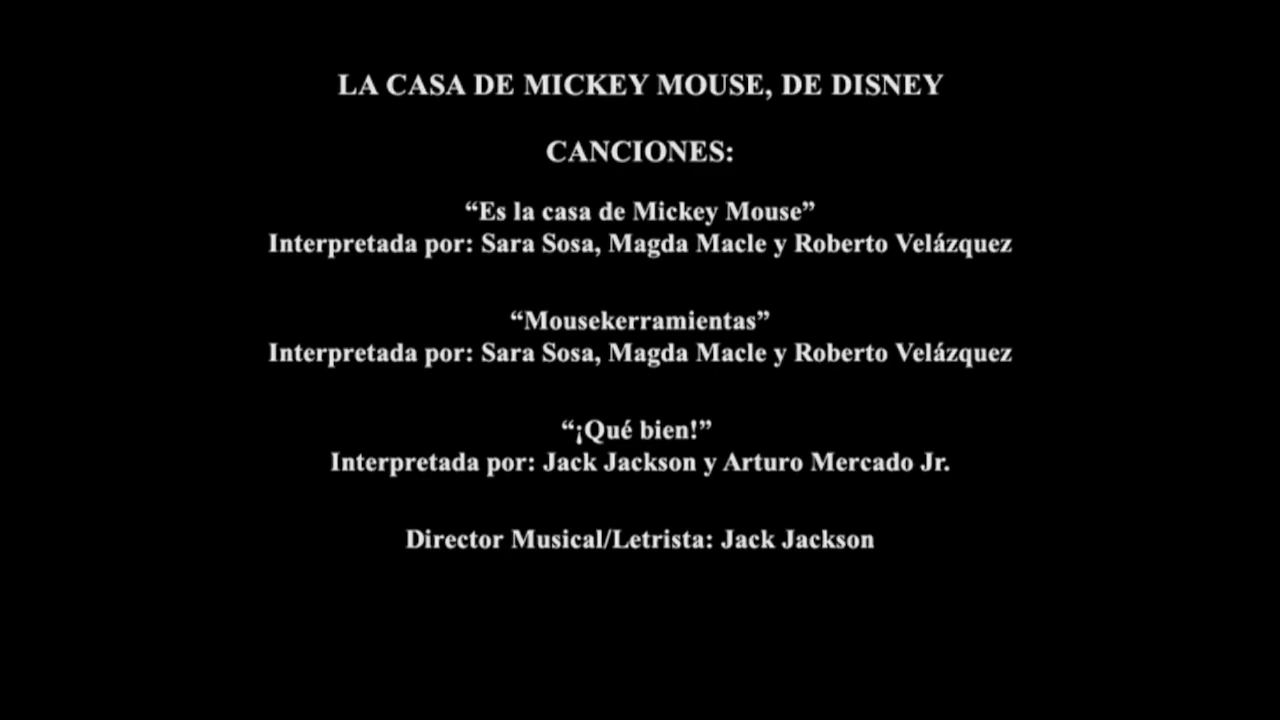 LA CASA DE MICKEY MOUSE, DE DISNEY
CANCIONES:
“Es la casa de Mickey Mouse”
Interpretada por: Sara Sosa, Magda Macle y Roberto Velázquez
“Mousekerramientas”
Interpretada por: Sara Sosa, Magda Macle y Roberto Velázquez
“¡Qué bien!”
Interpretada por: Jack Jackson y Arturo Mercado Jr.
Director Musical/Letrista: Jack Jackson